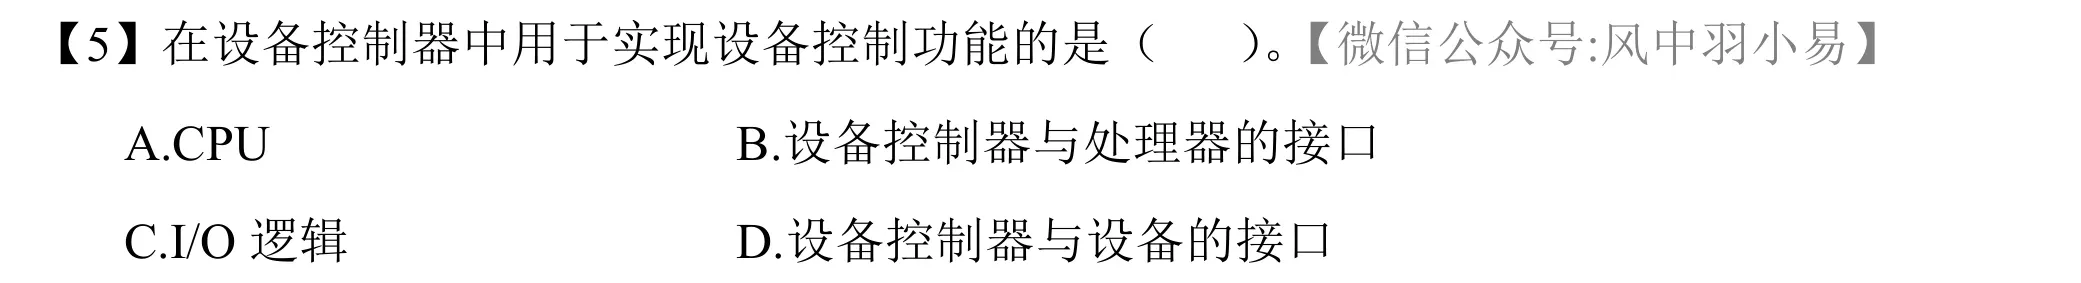 【5】在设备控制器中用于实现设备控制功能的是（　　）。【微信公众号:风中羽小易】
A.CPU B.设备控制器与处理器的接口
C.I/O 逻辑 D.设备控制器与设备的接口